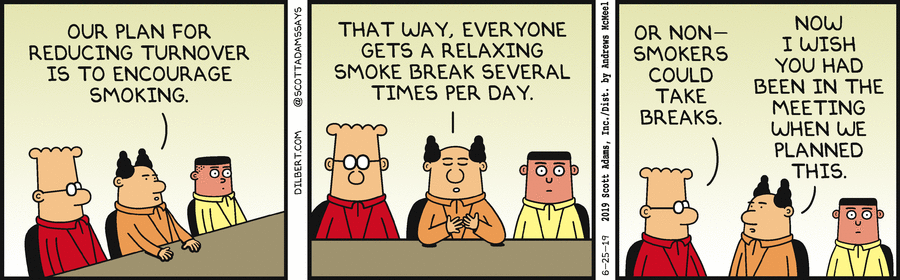 OUR PLAN FOR
REDUCING TURNOVER
IS TO ENCOURAGE
SMOKING.
DILBERT.COM @SCOTTADAMSSAYS
THAT WAY, EVERYONE
GETS A RELAXING
SMOKE BREAK SEVERAL
TIMES PER DAY.
6-25-19 2019 Scott Adams, Inc./Dist. by Andrews McMeel
OR NON-
SMOKERS
COULD
TAKE
BREAKS.
NOW
I WISH
YOU HAD
BEEN IN THE
MEETING
WHEN WE
PLANNED
THIS.